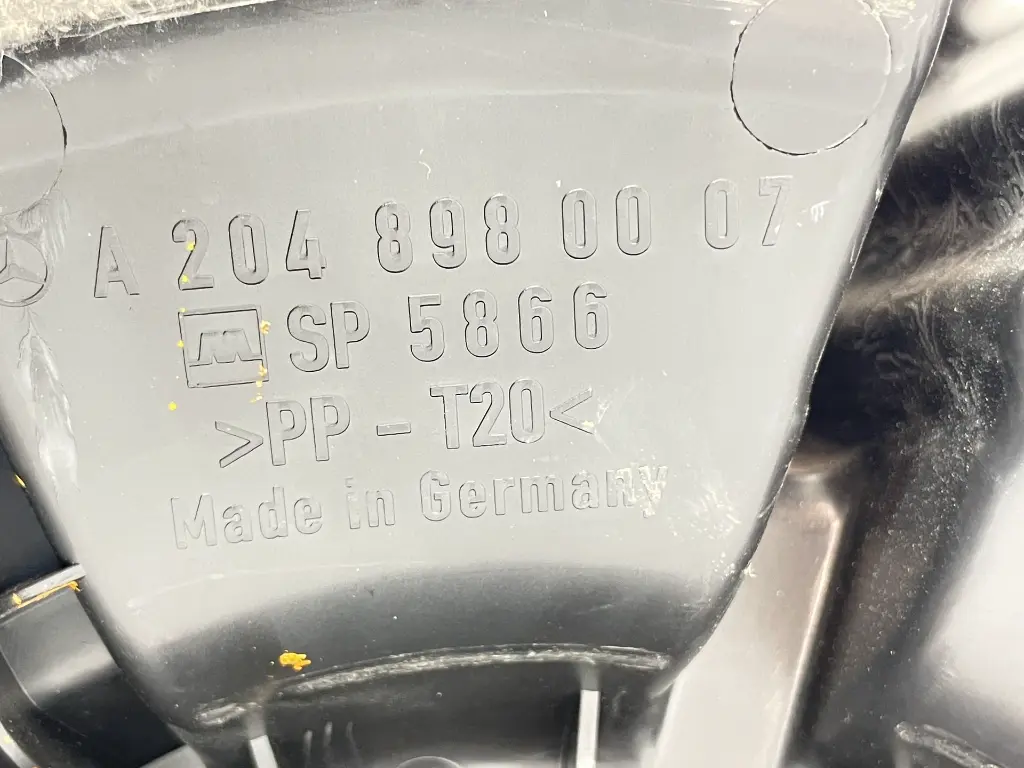 A 204 898 00 07
M SP 5866
>PP - T20<
Made in Germany